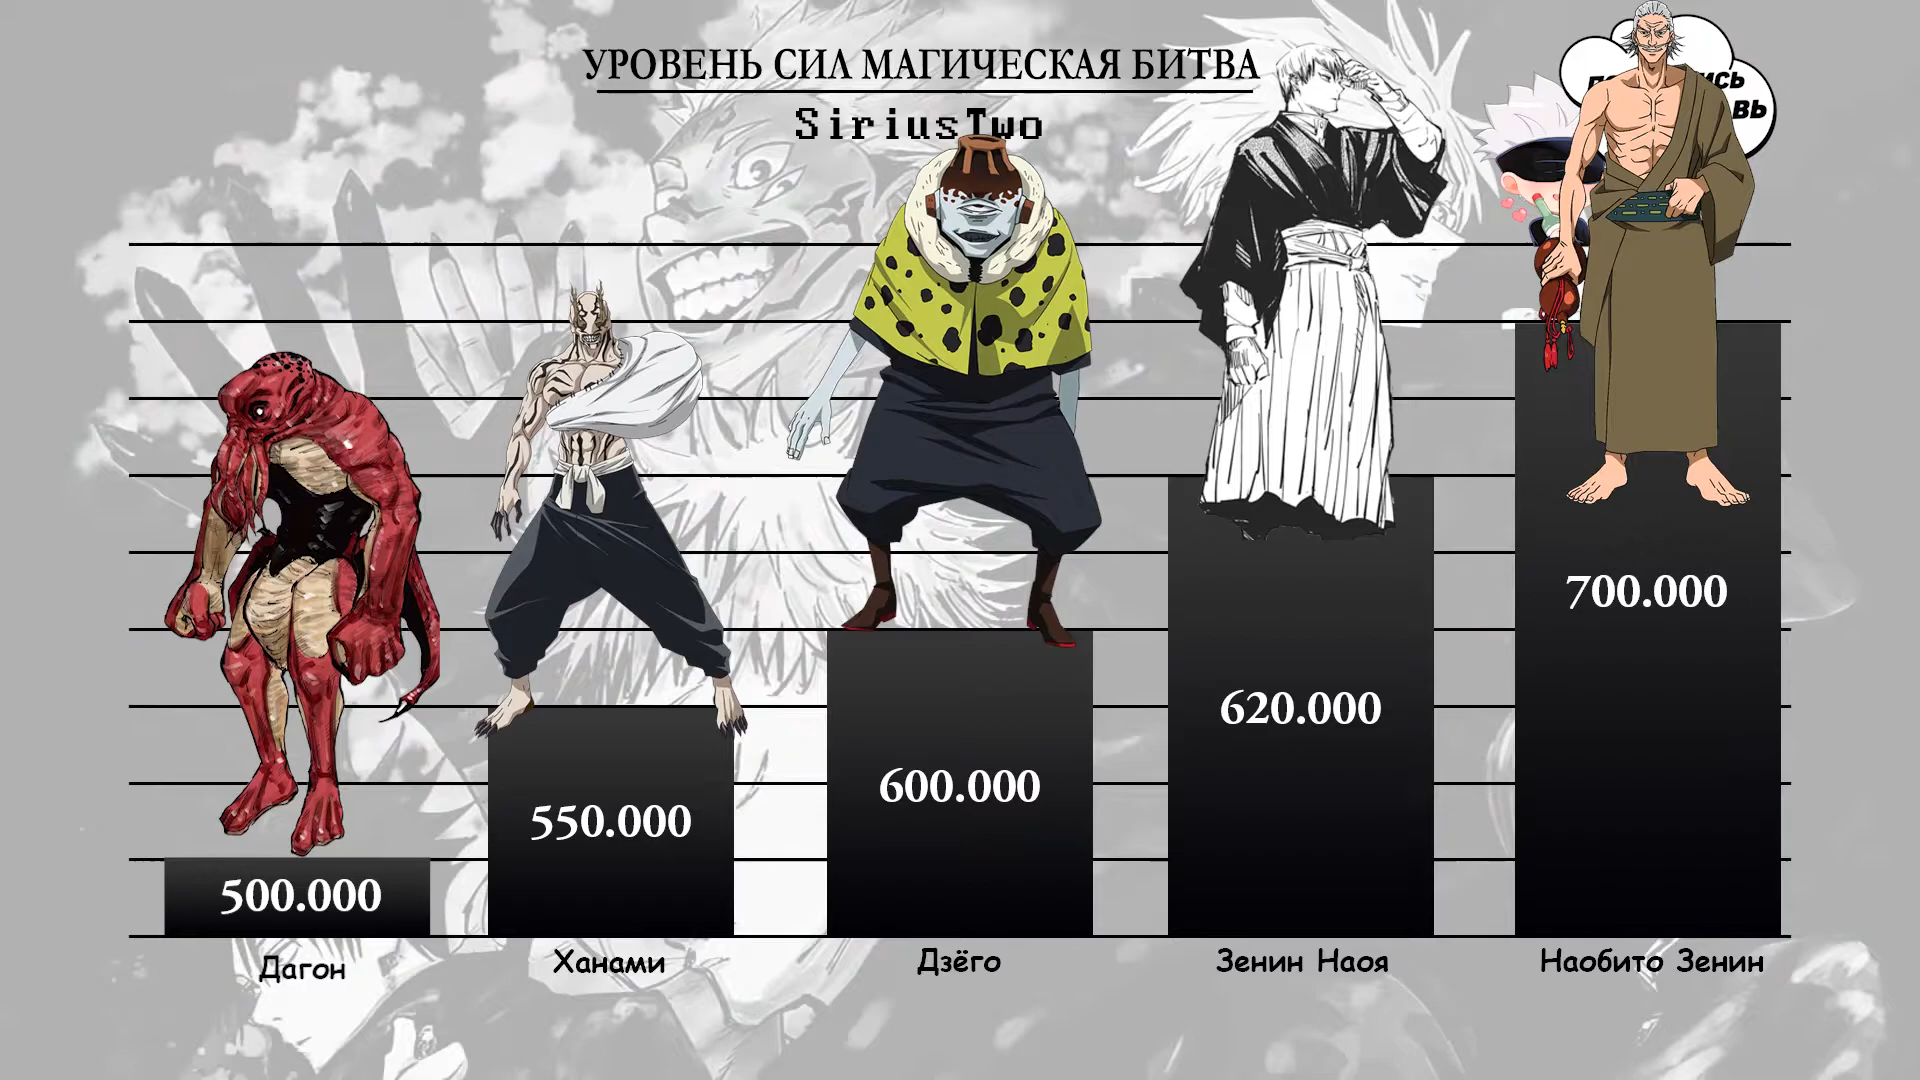 УРОВЕНЬ СИЛ МАГИЧЕСКАЯ БИТВА
SiriusTwo
700.000
620.000
600.000
550.000
500.000
Дагон
Ханами
Дзёго
Зенин Наоя
Наобито Зенин